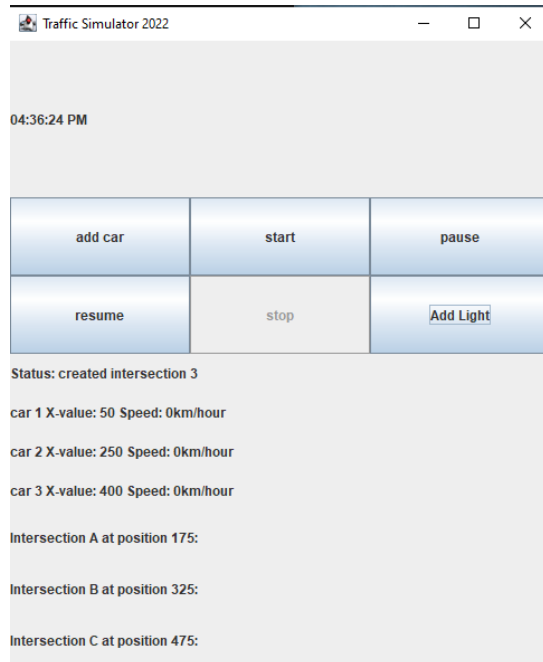 Traffic Simulator 2022
04:36:24 PM
add car start pause
resume stop Add Light
Status: created intersection 3
car 1 X-value: 50 Speed: 0km/hour
car 2 X-value: 250 Speed: 0km/hour
car 3 X-value: 400 Speed: 0km/hour
Intersection A at position 175:
Intersection B at position 325:
Intersection C at position 475: